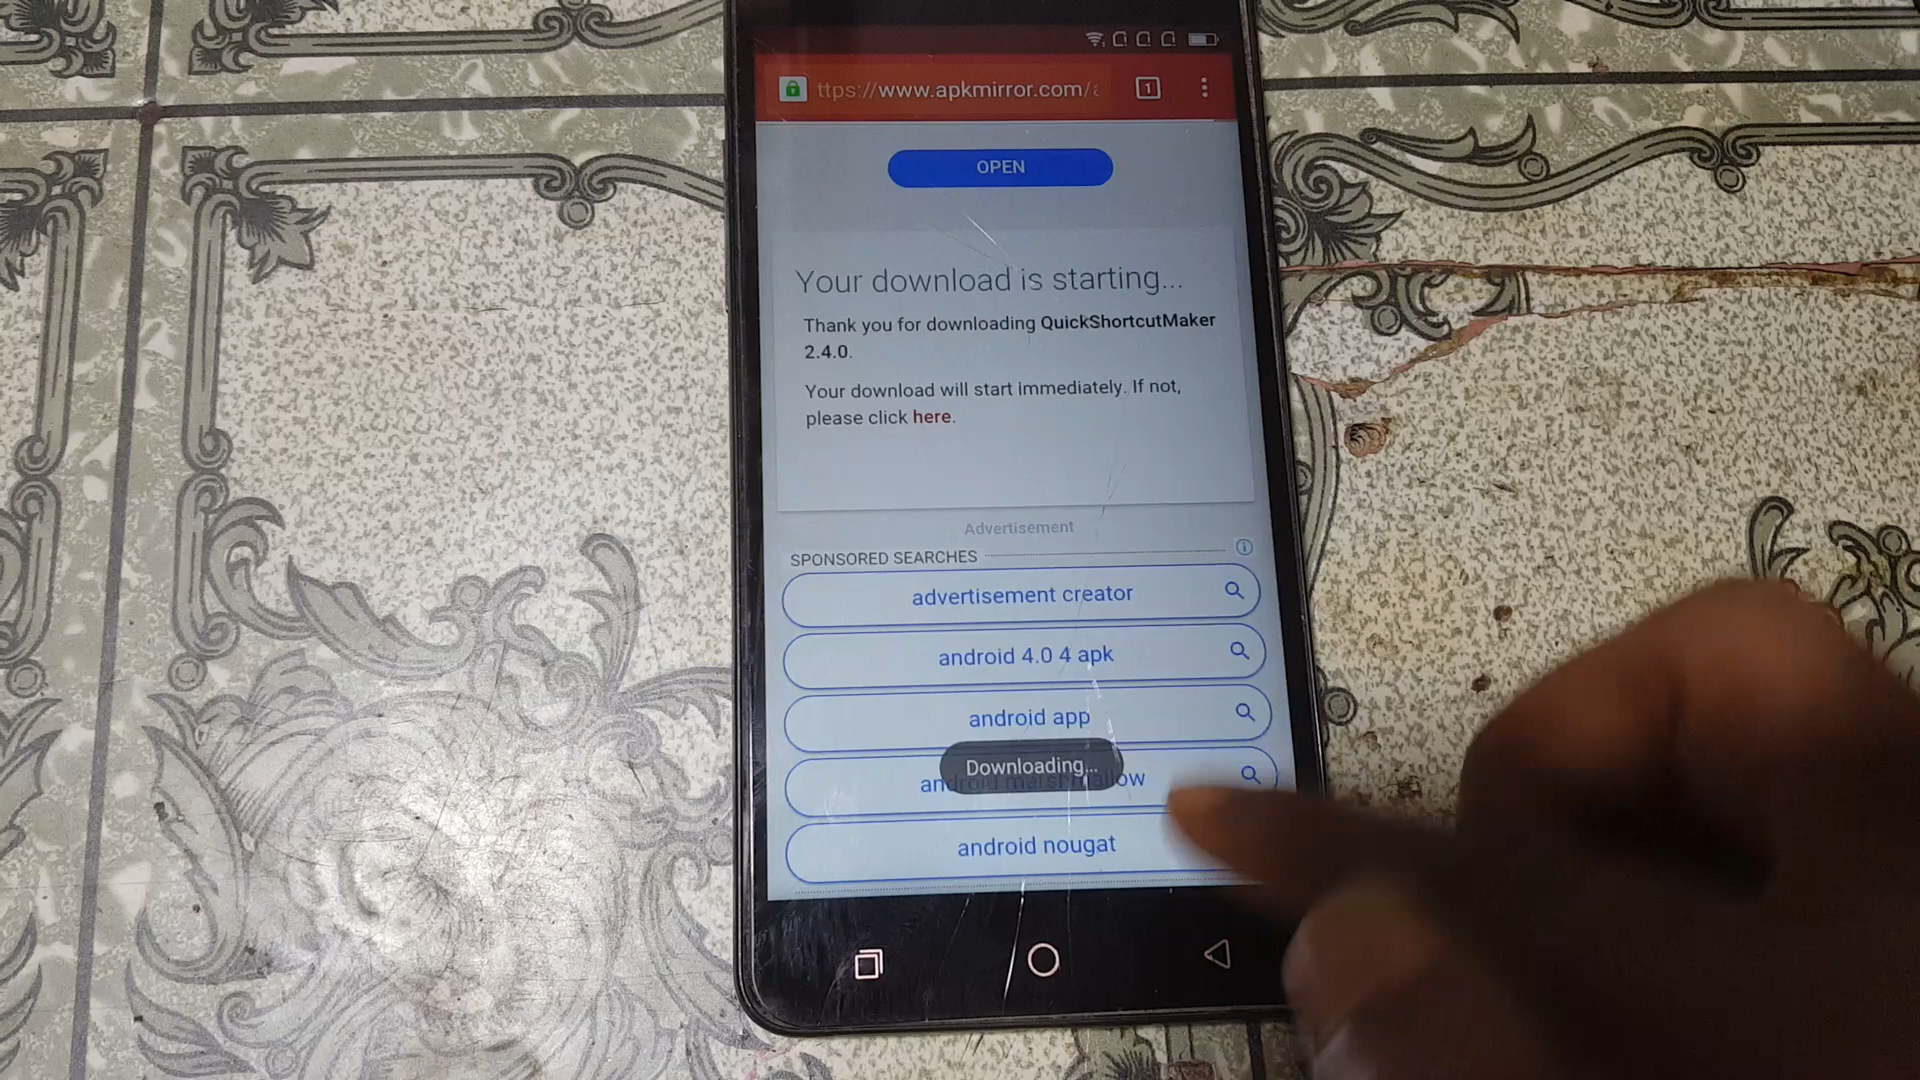 ttps://www.apkmirror.com/a
1
OPEN
Your download is starting...
Thank you for downloading QuickShortcutMaker
2.4.0.
Your download will start immediately. If not,
please click here.
Advertisement
SPONSORED SEARCHES
advertisement creator
android 4.0 4 apk
android app
Downloading...
android marshmallow
android nougat